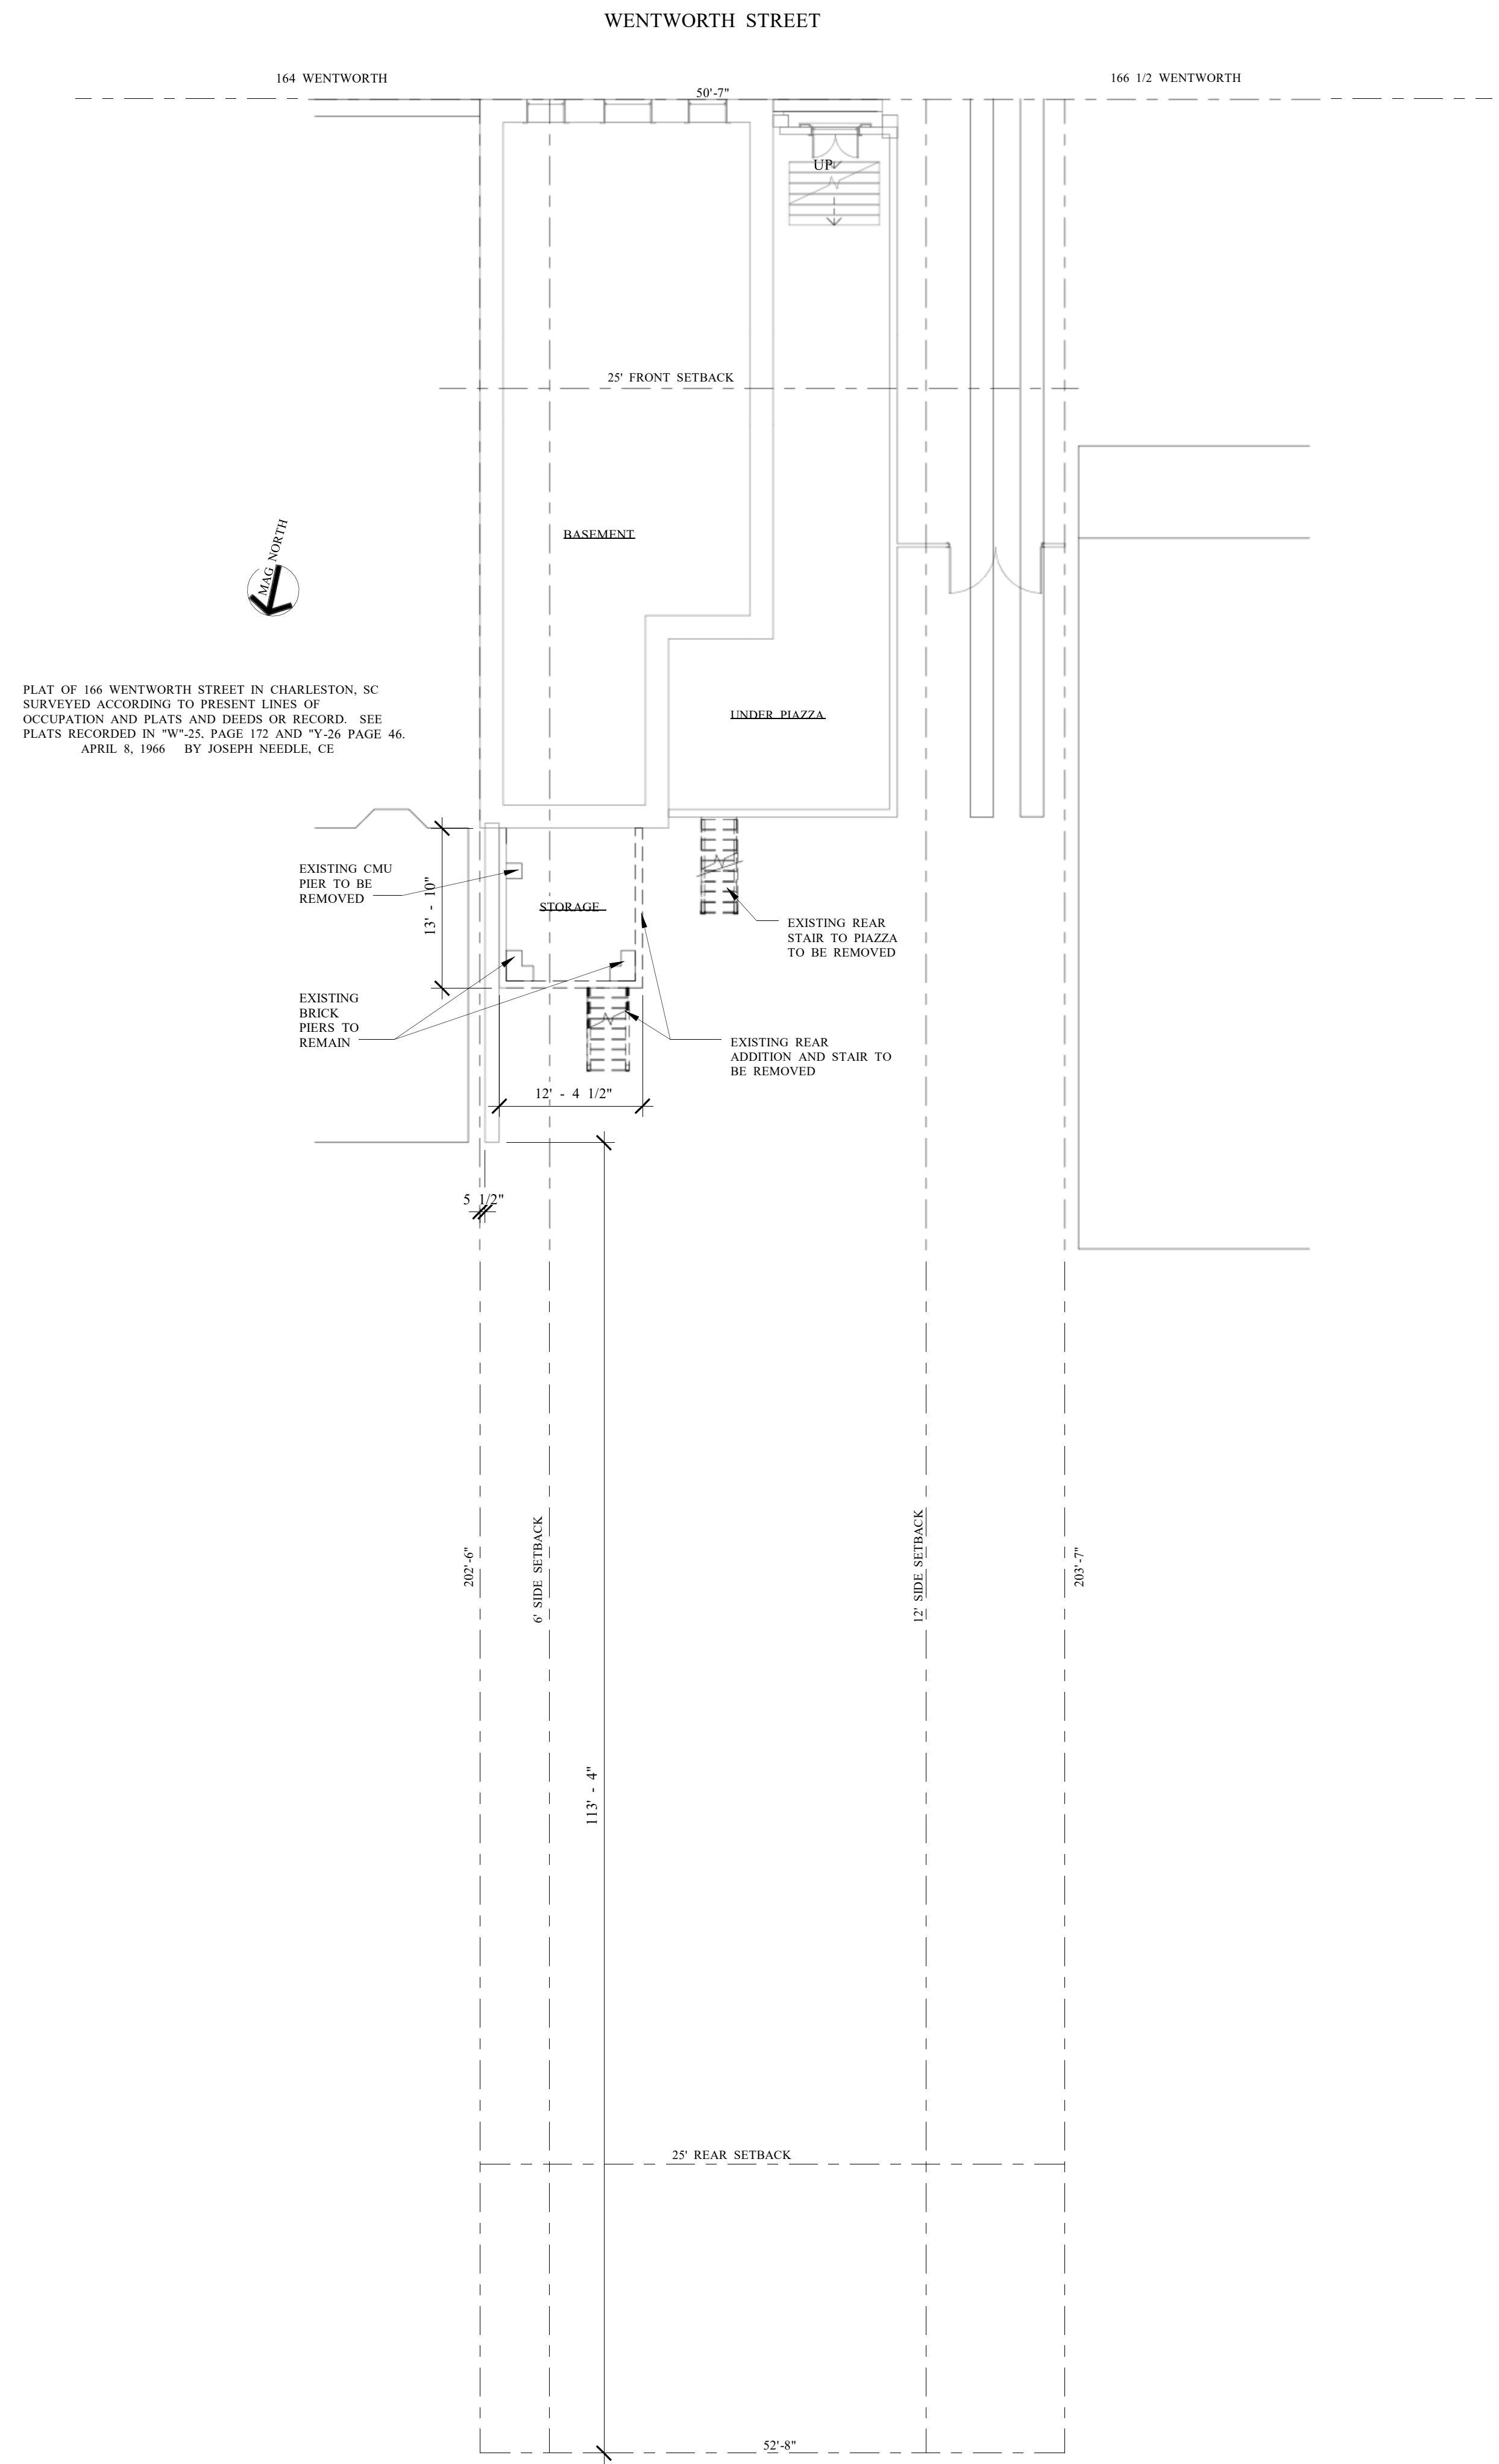 WENTWORTH STREET
164 WENTWORTH
166 1/2 WENTWORTH
50'-7"
UP
25' FRONT SETBACK
MAG NORTH
BASEMENT
PLAT OF 166 WENTWORTH STREET IN CHARLESTON, SC
SURVEYED ACCORDING TO PRESENT LINES OF
OCCUPATION AND PLATS AND DEEDS OR RECORD. SEE
PLATS RECORDED IN "W"-25, PAGE 172 AND "Y-26 PAGE 46.
APRIL 8, 1966 BY JOSEPH NEEDLE, CE
UNDER PIAZZA
EXISTING CMU
PIER TO BE
REMOVED
13' - 10"
STORAGE
EXISTING REAR
STAIR TO PIAZZA
TO BE REMOVED
EXISTING
BRICK
PIERS TO
REMAIN
EXISTING REAR
ADDITION AND STAIR TO
BE REMOVED
12' - 4 1/2"
5 1/2"
202'-6"
6' SIDE SETBACK
12' SIDE SETBACK
203'-7"
113' - 4"
25' REAR SETBACK
52'-8"